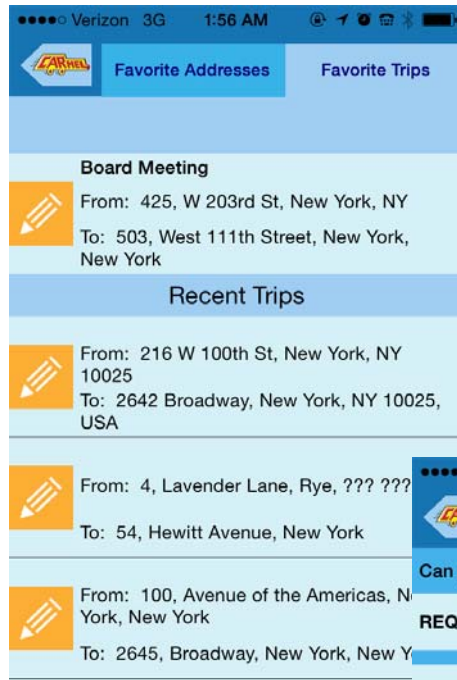 Verizon 3G 1:56 AM
CARMEL Favorite Addresses Favorite Trips
Board Meeting
From: 425, W 203rd St, New York, NY
To: 503, West 111th Street, New York,
New York
Recent Trips
From: 216 W 100th St, New York, NY
10025
To: 2642 Broadway, New York, NY 10025,
USA
From: 4, Lavender Lane, Rye, ??? ???
To: 54, Hewitt Avenue, New York
From: 100, Avenue of the Americas, N
York, New York
To: 2645, Broadway, New York, New Y
Can
REQ